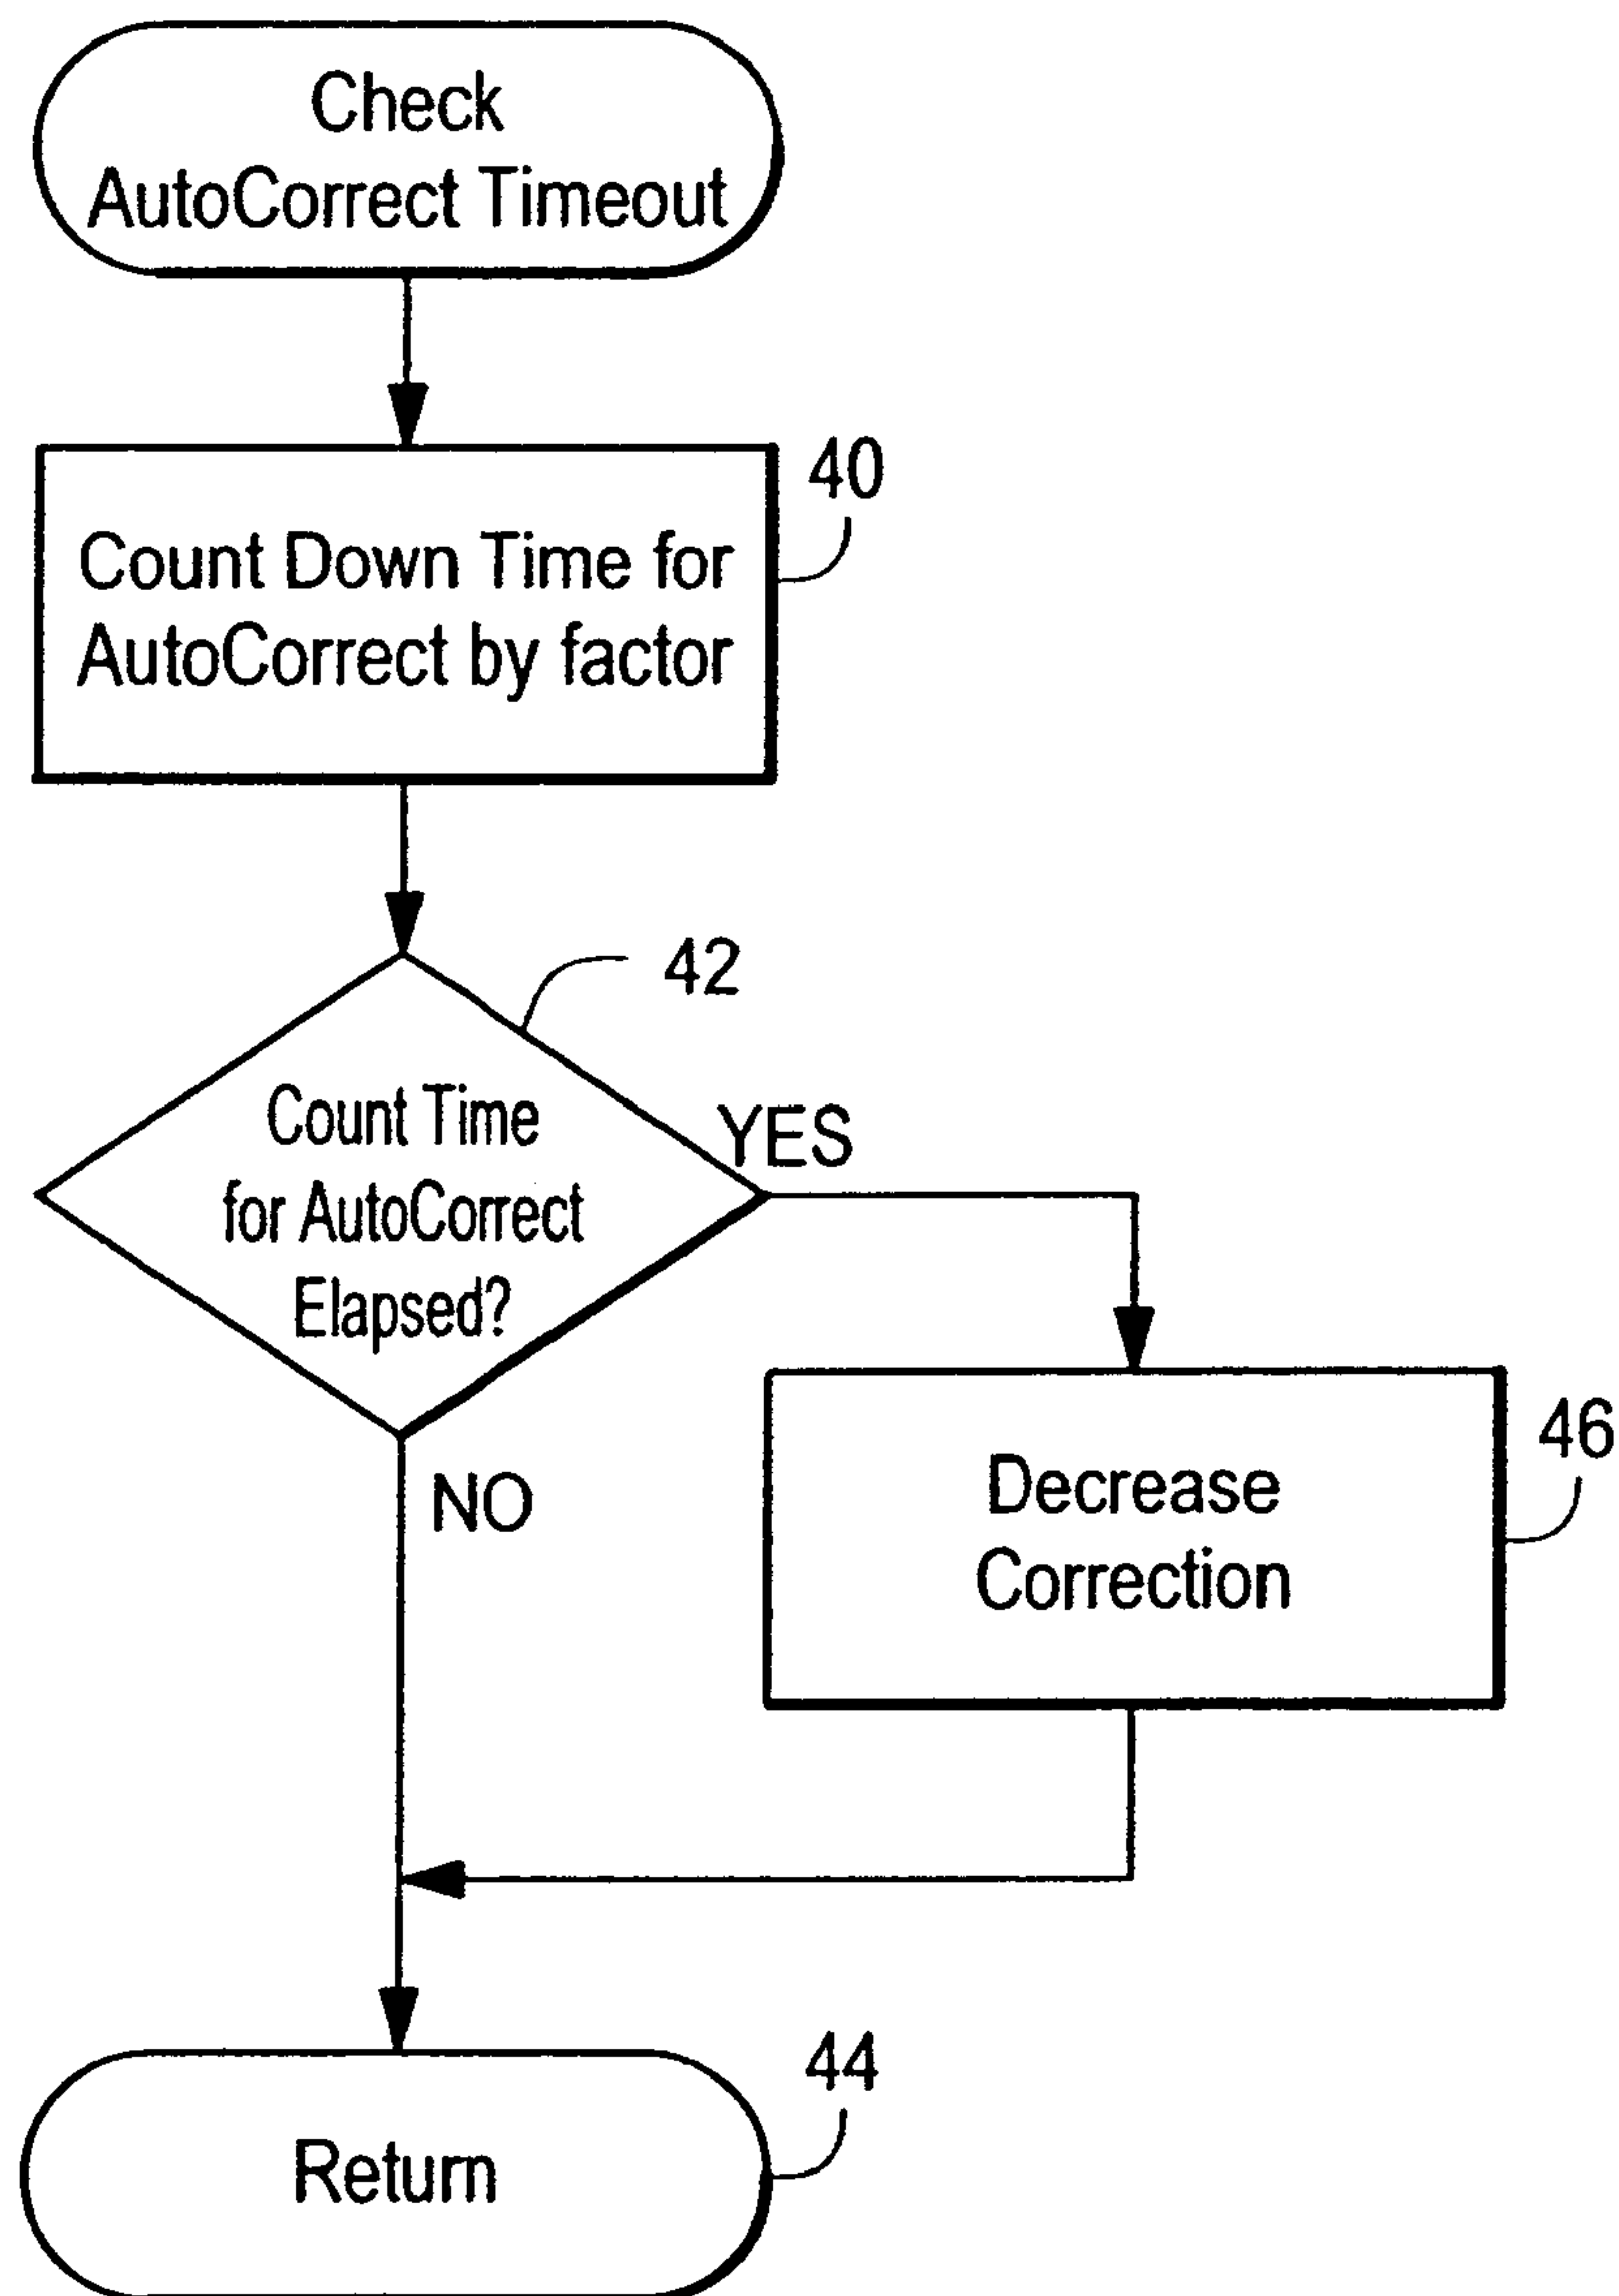 Check
AutoCorrect Timeout
40
Count Down Time for
AutoCorrect by factor
42
Count Time
for AutoCorrect
Elapsed?
YES
NO
46
Decrease
Correction
44
Return